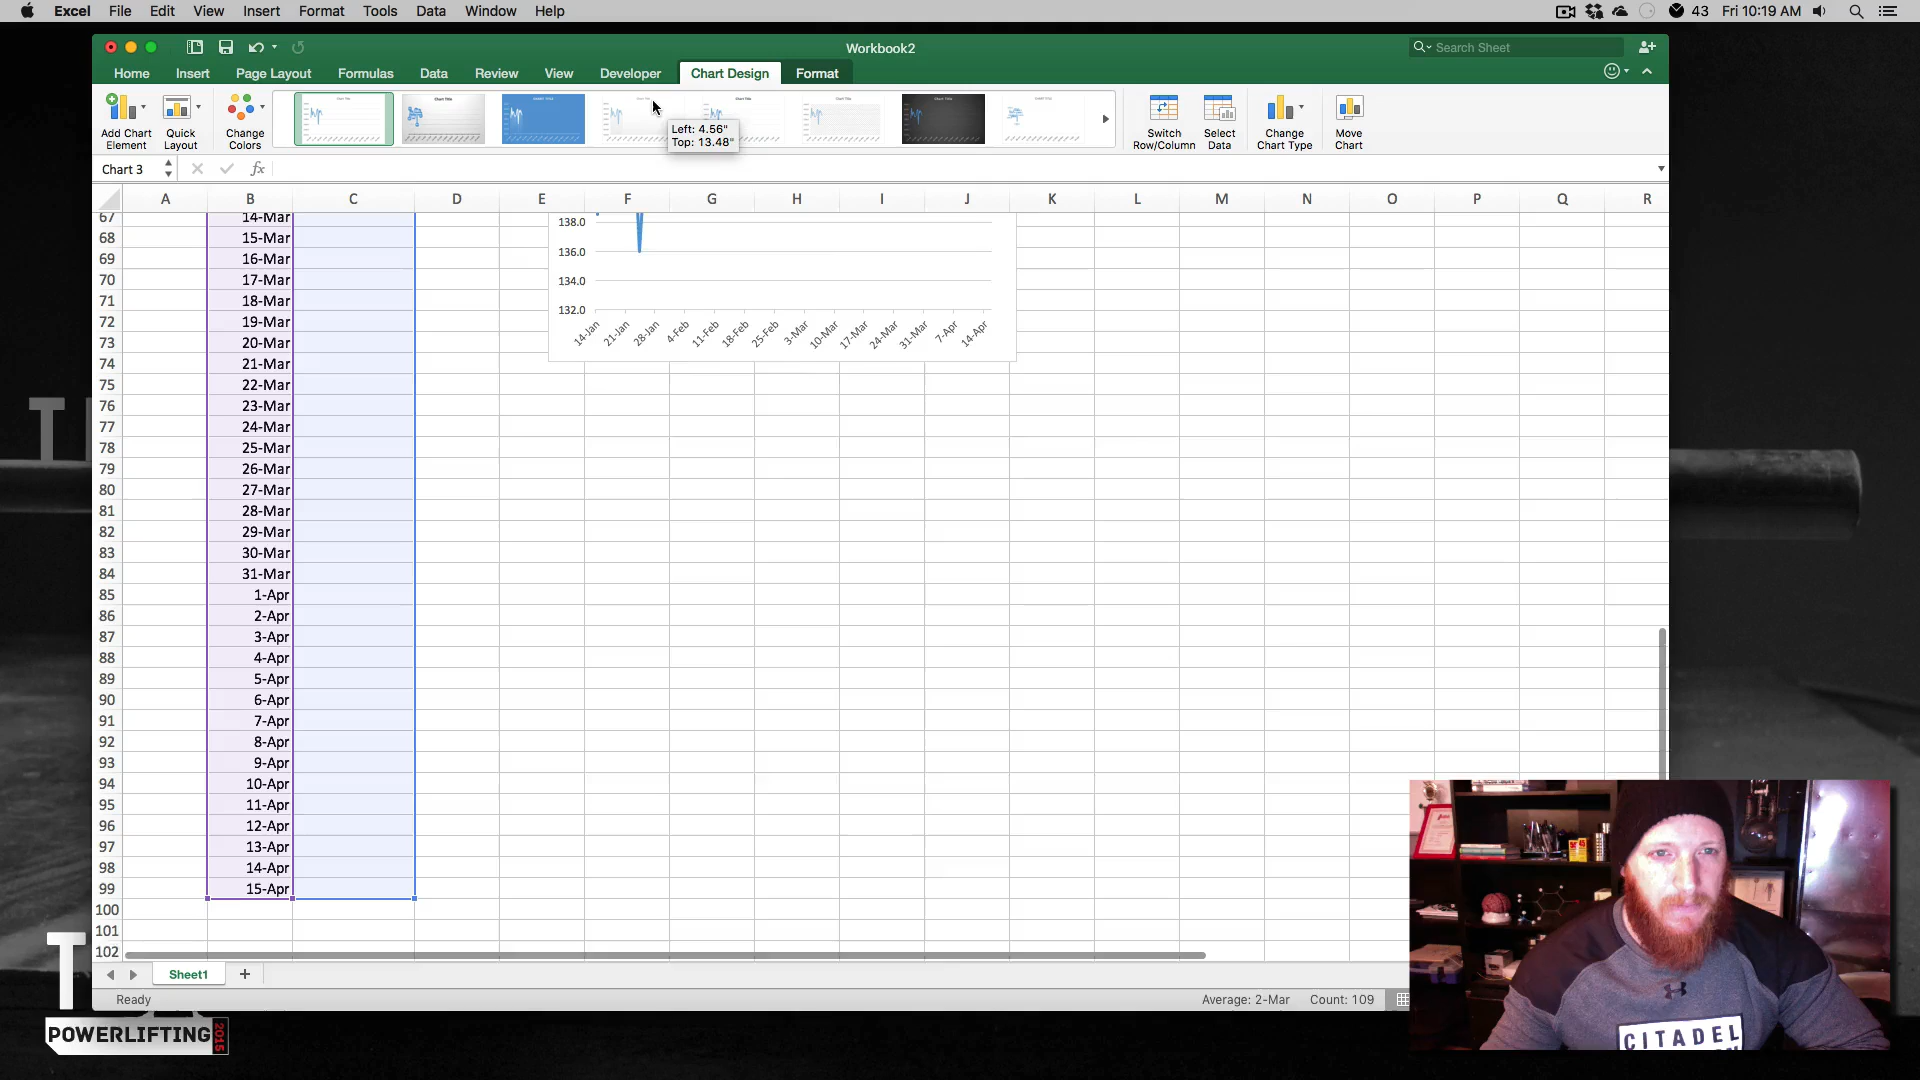 Excel File Edit View Insert Format Tools Data Window Help
43 Fri 10:19 AM
Workbook2
Search Sheet
Home Insert Page Layout Formulas Data Review View Developer Chart Design Format
Add Chart Element
Quick Layout
Change Colors
Chart Title
Chart Title
CHART TITLE
Left: 4.56"
Top: 13.48"
Switch Row/Column
Select Data
Change Chart Type
Move Chart
Chart 3
fx
A B C D E F G H I J K L M N O P Q R
67 14-Mar
68 15-Mar
69 16-Mar
70 17-Mar
71 18-Mar
72 19-Mar
73 20-Mar
74 21-Mar
75 22-Mar
76 23-Mar
77 24-Mar
78 25-Mar
79 26-Mar
80 27-Mar
81 28-Mar
82 29-Mar
83 30-Mar
84 31-Mar
85 1-Apr
86 2-Apr
87 3-Apr
88 4-Apr
89 5-Apr
90 6-Apr
91 7-Apr
92 8-Apr
93 9-Apr
94 10-Apr
95 11-Apr
96 12-Apr
97 13-Apr
98 14-Apr
99 15-Apr
100
101
102
138.0
136.0
134.0
132.0
14-Jan 21-Jan 28-Jan 4-Feb 11-Feb 18-Feb 25-Feb 3-Mar 10-Mar 17-Mar 24-Mar 31-Mar 7-Apr 14-Apr
Sheet1
Ready
Average: 2-Mar Count: 109
POWERLIFTING 2015
CITADEL